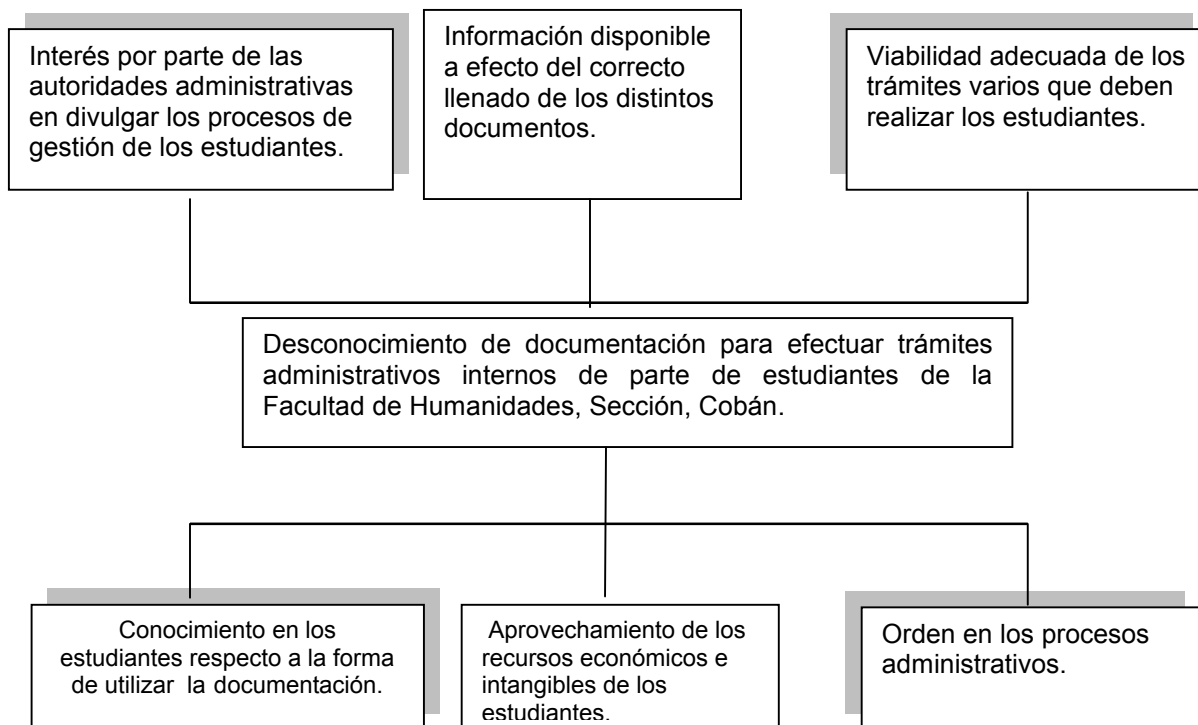 Interés por parte de las
autoridades administrativas
en divulgar los procesos de
gestión de los estudiantes.
Información disponible
a efecto del correcto
llenado de los distintos
documentos.
Viabilidad adecuada de los
trámites varios que deben
realizar los estudiantes.
Desconocimiento de documentación para efectuar trámites
administrativos internos de parte de estudiantes de la
Facultad de Humanidades, Sección, Cobán.
Conocimiento en los
estudiantes respecto a la forma
de utilizar la documentación.
Aprovechamiento de los
recursos económicos e
intangibles de los
estudiantes.
Orden en los procesos
administrativos.